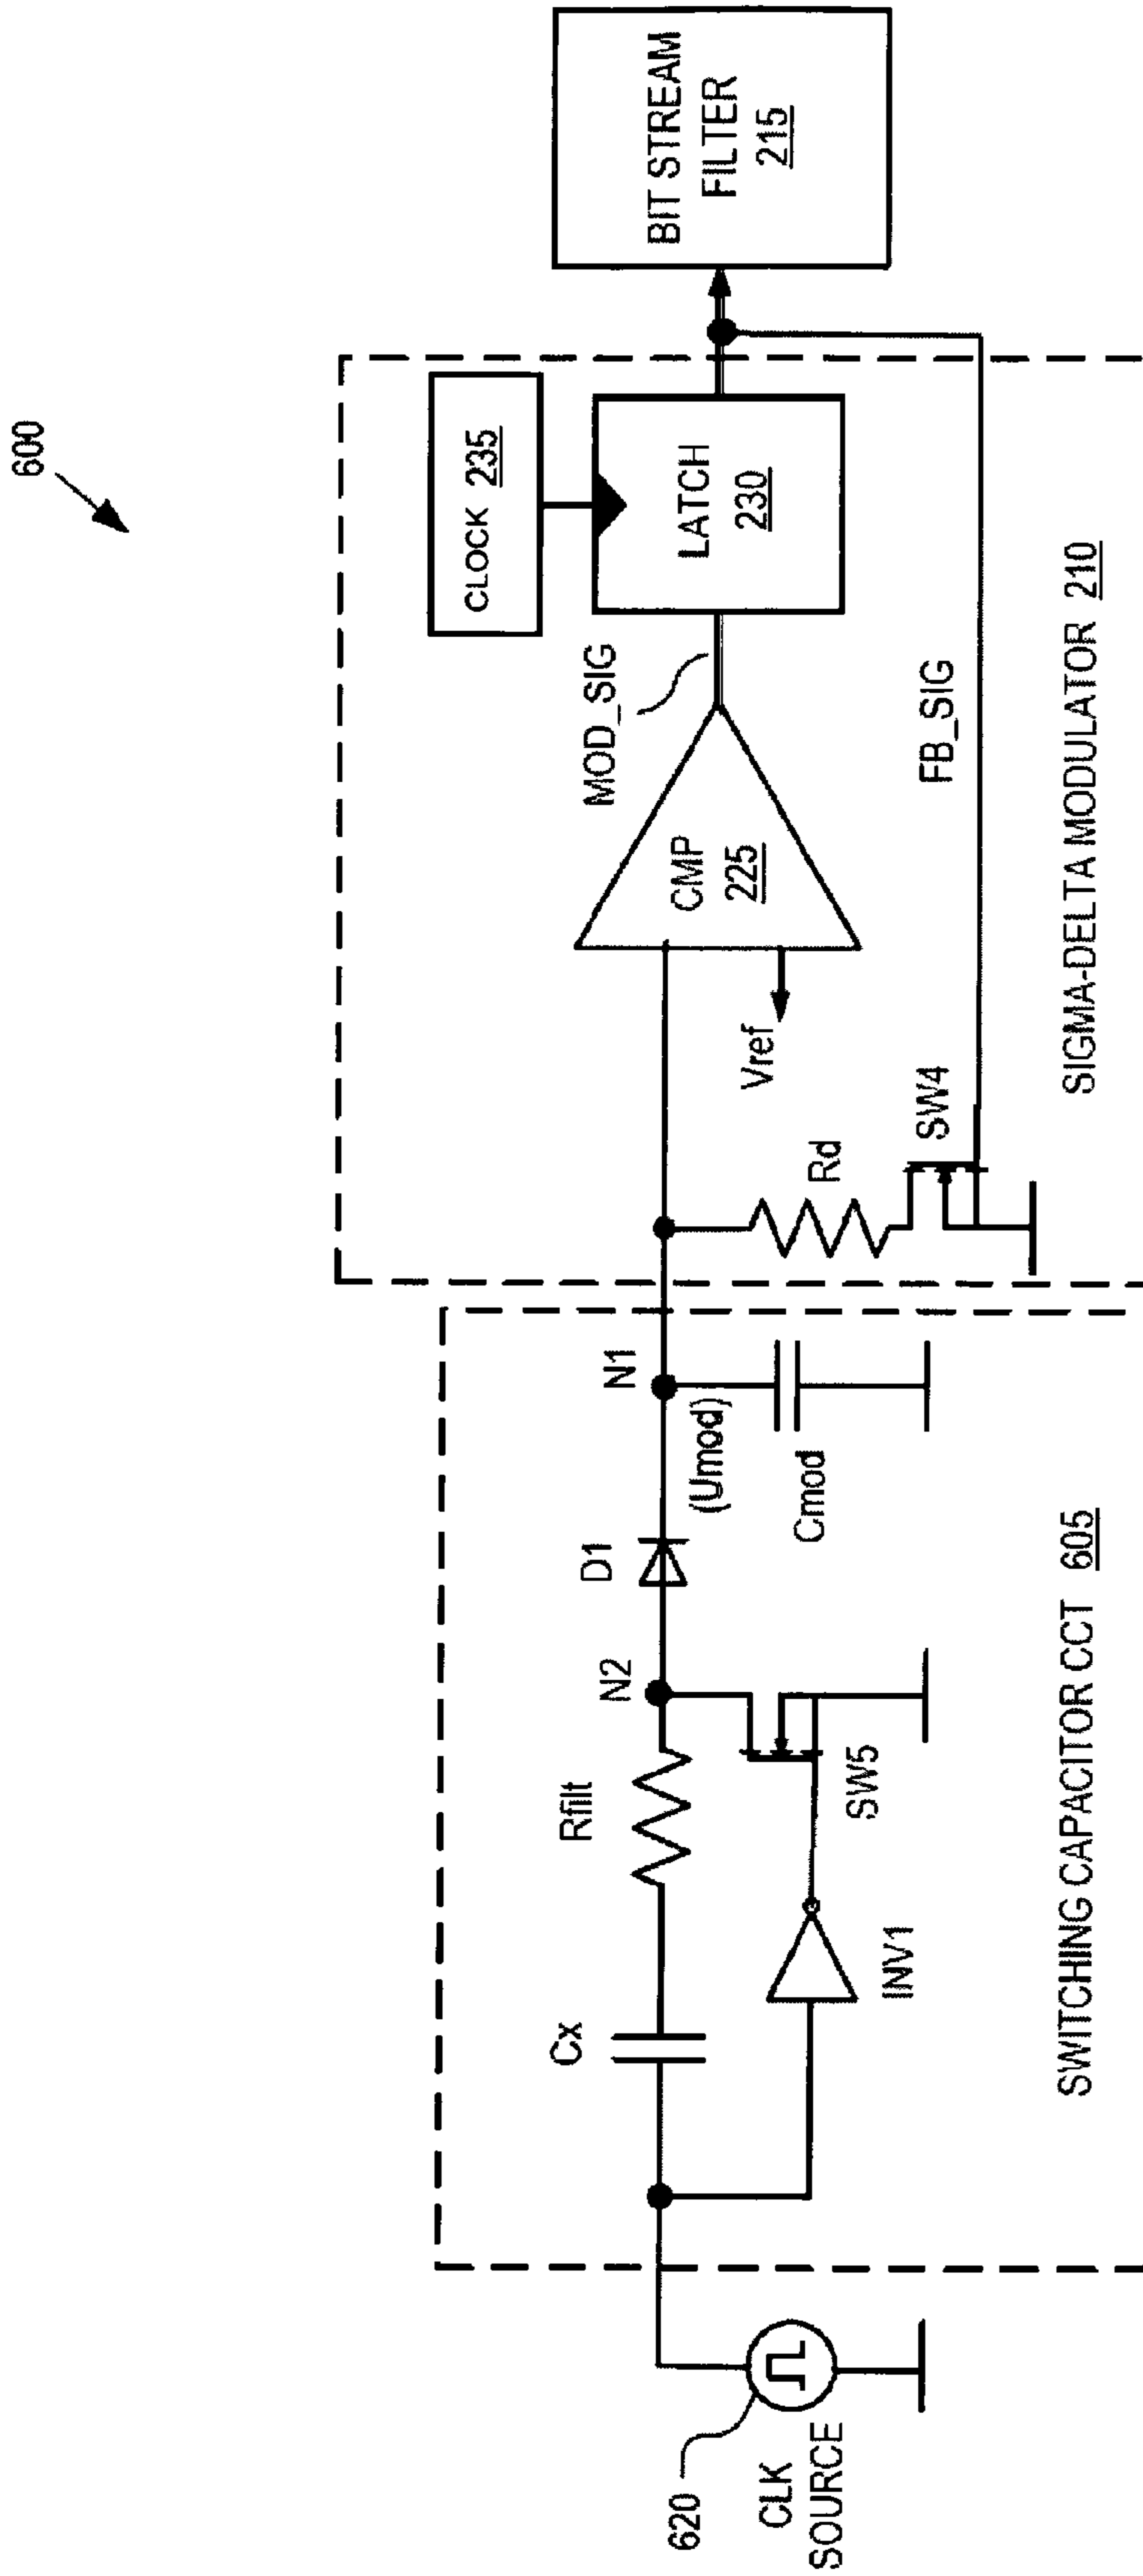 600
CLK
SOURCE
620
Cx
Rfilt
N2
D1
N1
(Umod)
Cmod
INV1
SW5
SWITCHING CAPACITOR CCT 605
Rd
SW4
Vref
CMP
225
MOD_SIG
CLOCK 235
LATCH
230
FB_SIG
SIGMA-DELTA MODULATOR 210
BIT STREAM
FILTER
215